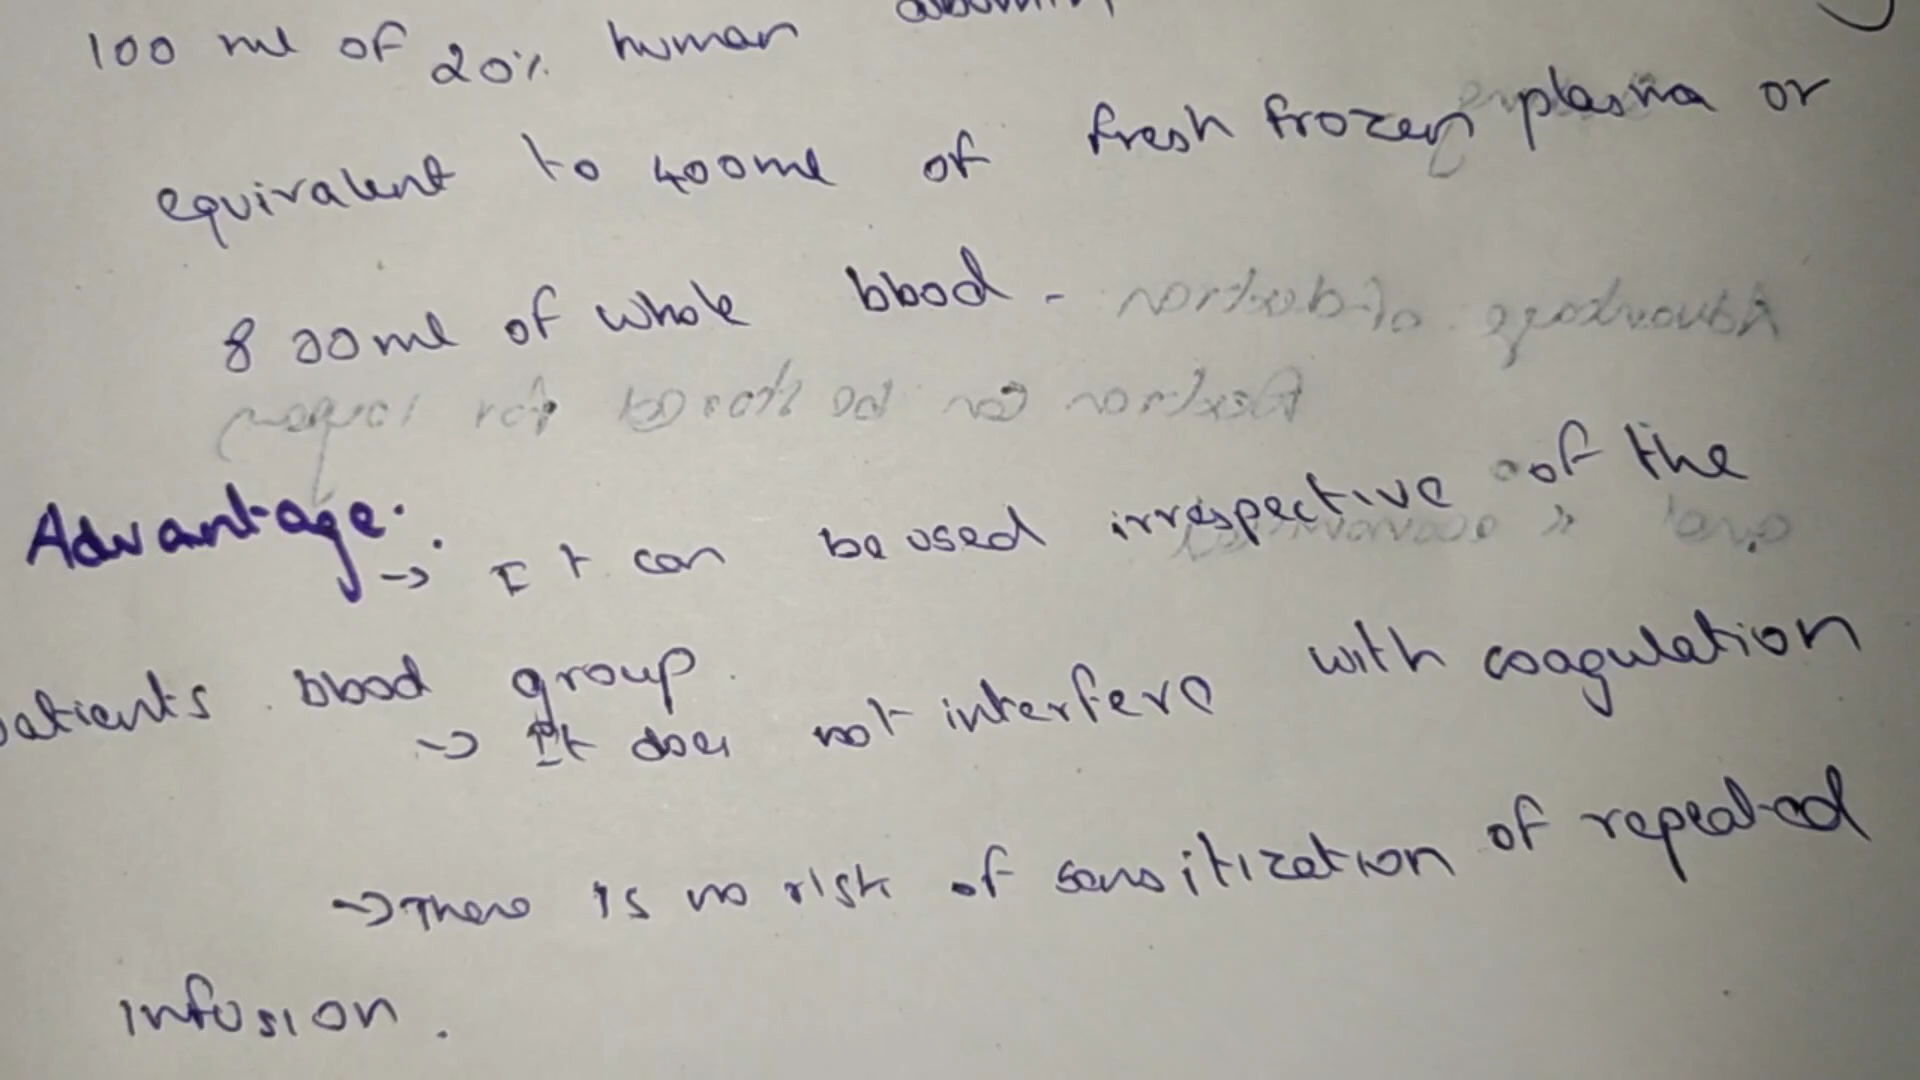 100 ml of 20% human albumin
equivalent to 400ml of fresh frozen plasma or
800ml of whole blood -
Advantage:
-> It can be used irrespective of the
patients blood group.
-> It does not interfere with coagulation
-> There is no risk of sensitization of repeated
infusion.